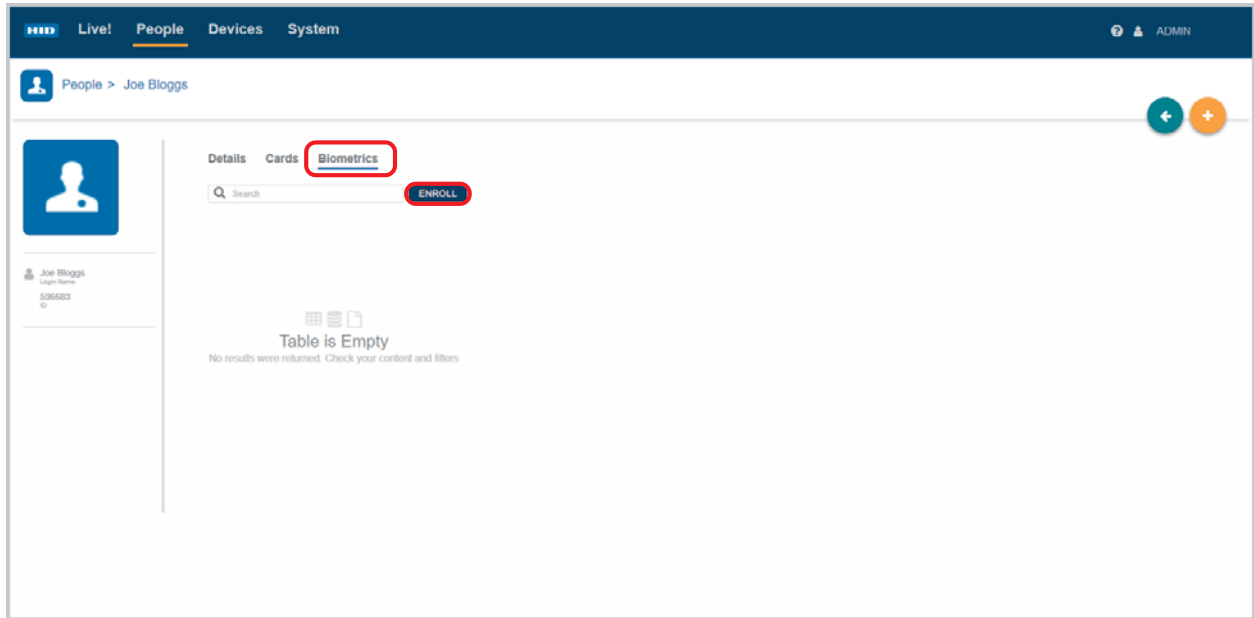 HID Live! People Devices System ADMIN
People > Joe Bloggs
Details Cards Biometrics
Search ENROLL
Joe Bloggs
Login Name
536683
ID
Table is Empty
No results were returned. Check your content and filters